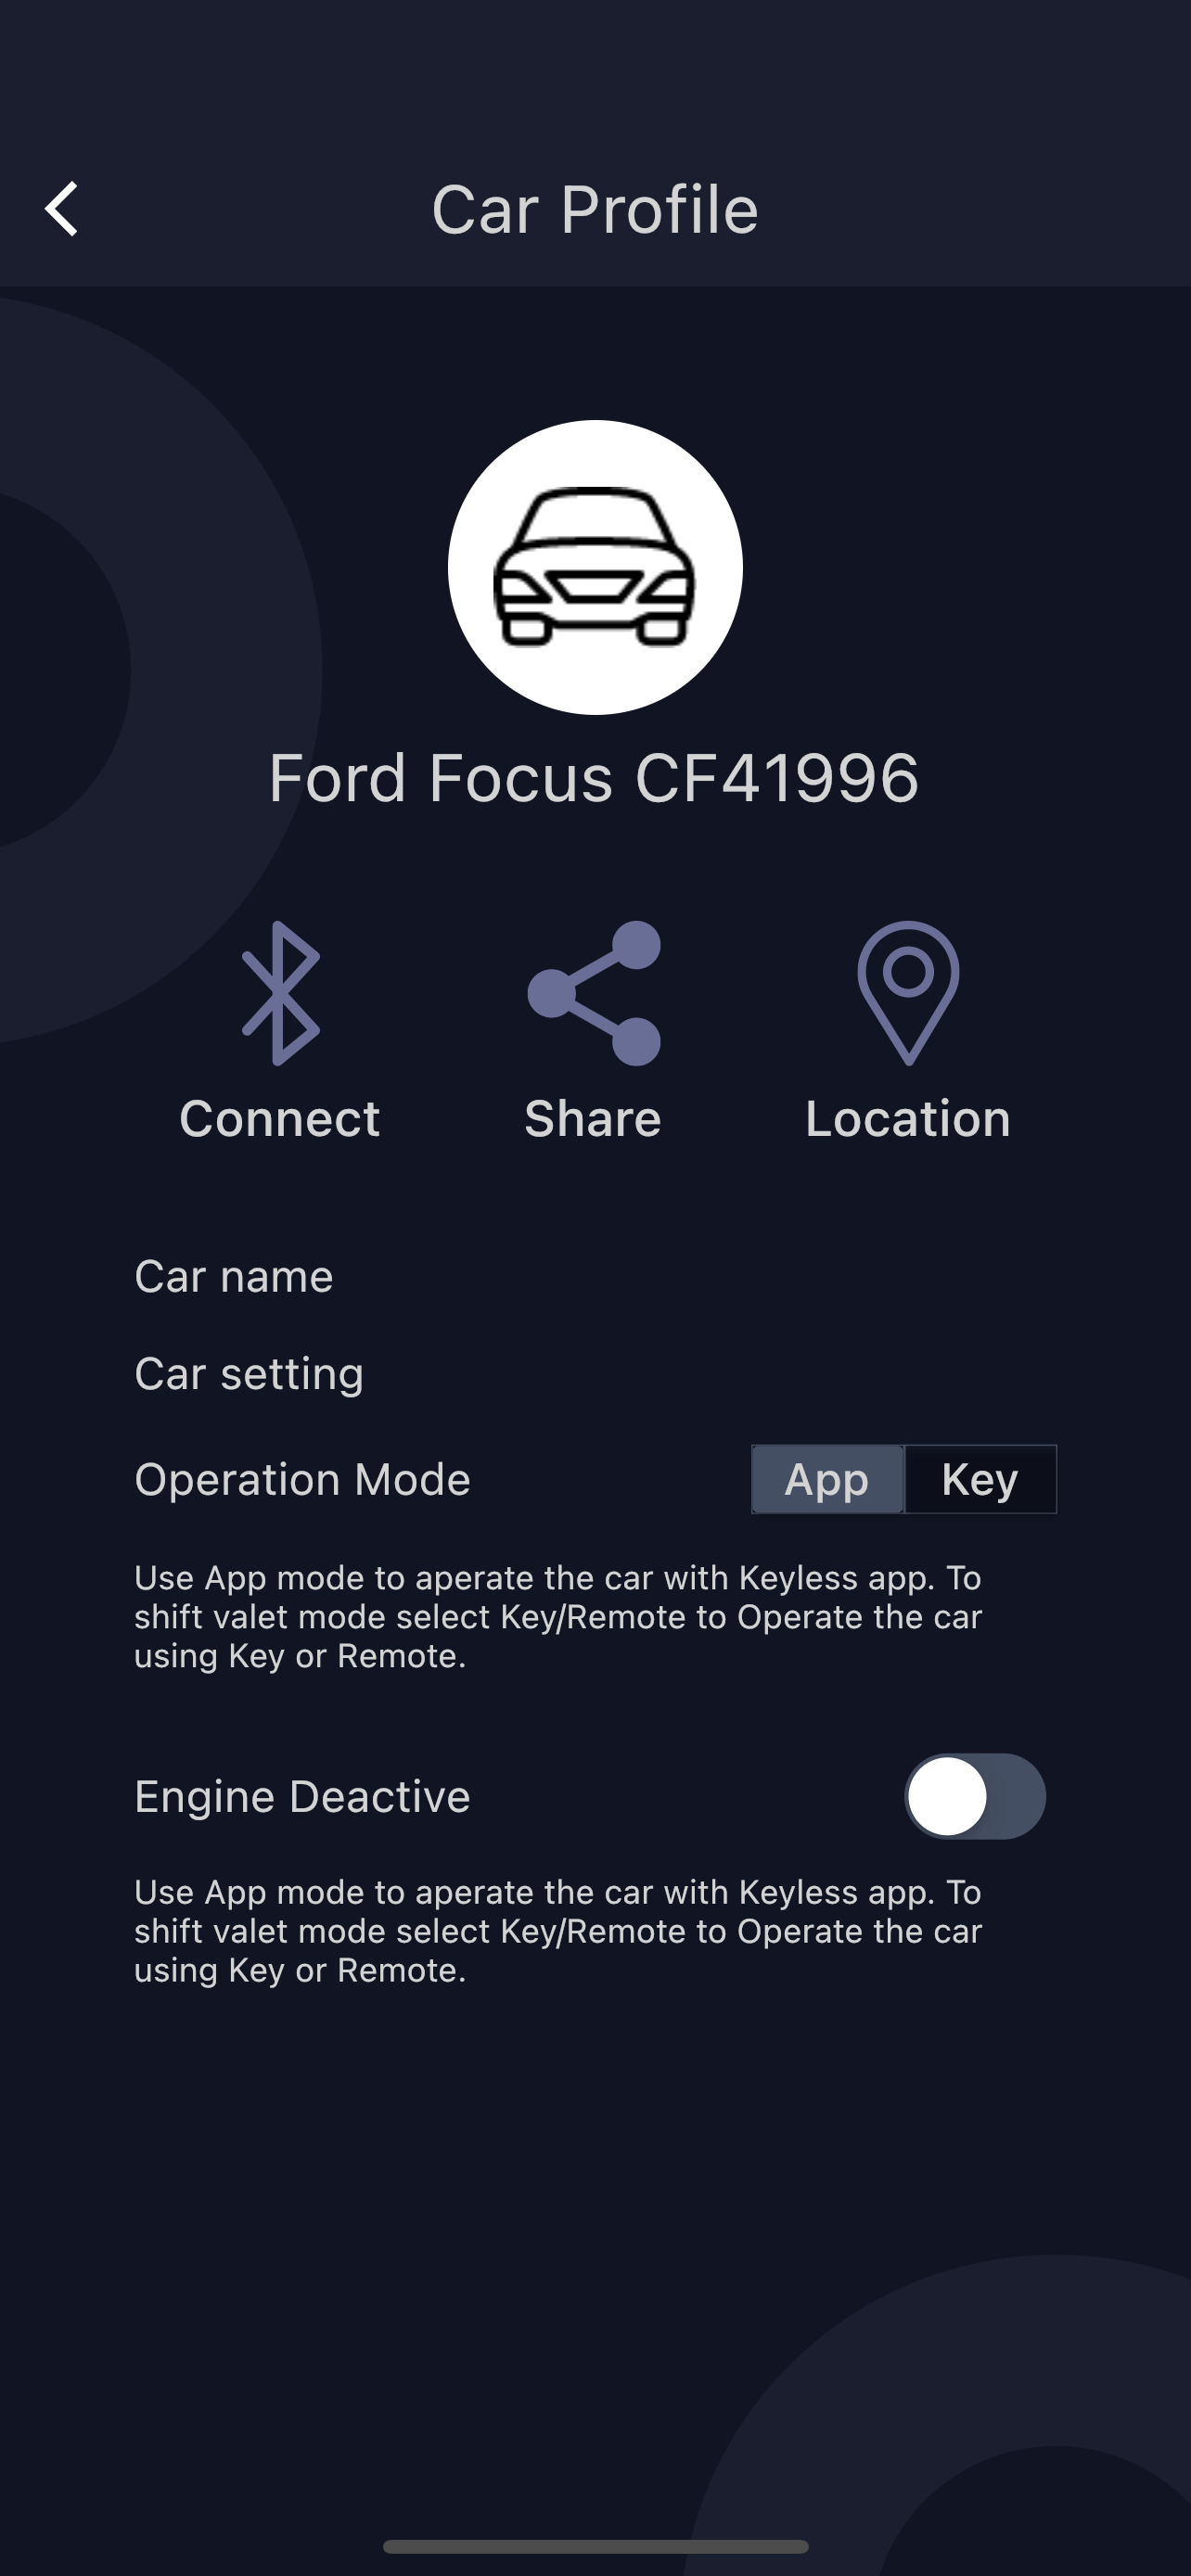 Car Profile
Ford Focus CF41996
Connect Share Location
Car name
Car setting
Operation Mode App Key
Use App mode to aperate the car with Keyless app. To
shift valet mode select Key/Remote to Operate the car
using Key or Remote.
Engine Deactive
Use App mode to aperate the car with Keyless app. To
shift valet mode select Key/Remote to Operate the car
using Key or Remote.